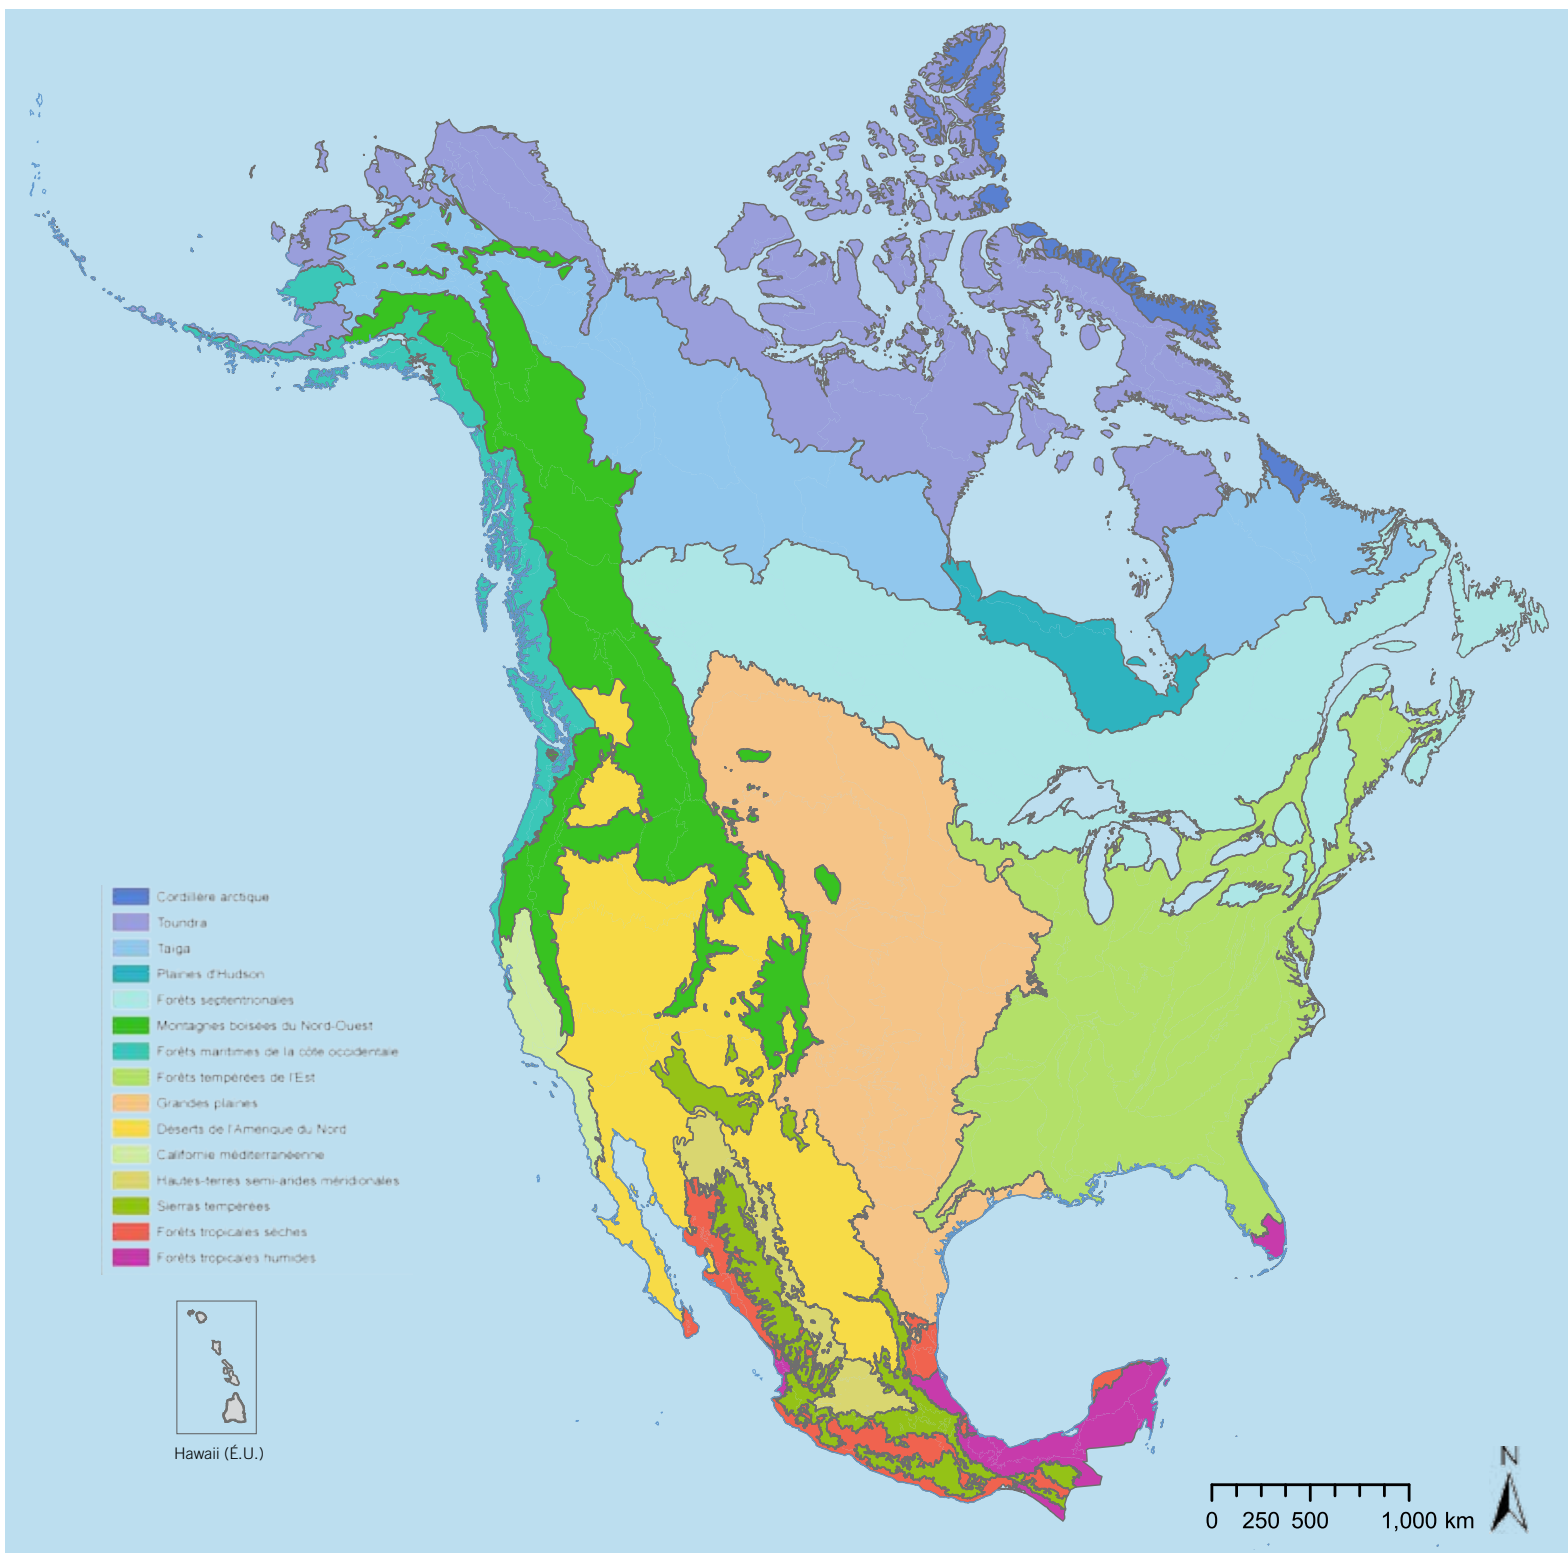 Cordillère arctique
Toundra
Taïga
Plaines d'Hudson
Forêts septentrionales
Montagnes boisées du Nord-Ouest
Forêts maritimes de la côte occidentale
Forêts tempérées de l'Est
Grandes plaines
Déserts de l'Amérique du Nord
Californie méditerranéenne
Hautes-terres semi-arides méridionales
Sierras tempérées
Forêts tropicales sèches
Forêts tropicales humides
Hawaii (É.U.)
N
0 250 500 1,000 km